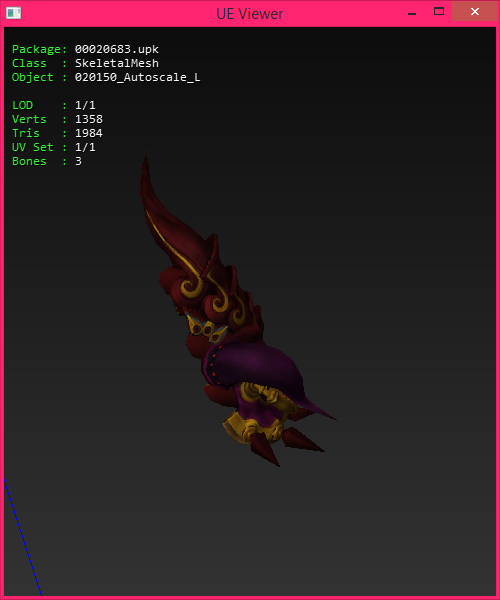 UE Viewer
Package: 00020683.upk
Class : SkeletalMesh
Object : 020150_Autoscale_L
LOD : 1/1
Verts : 1358
Tris : 1984
UV Set : 1/1
Bones : 3